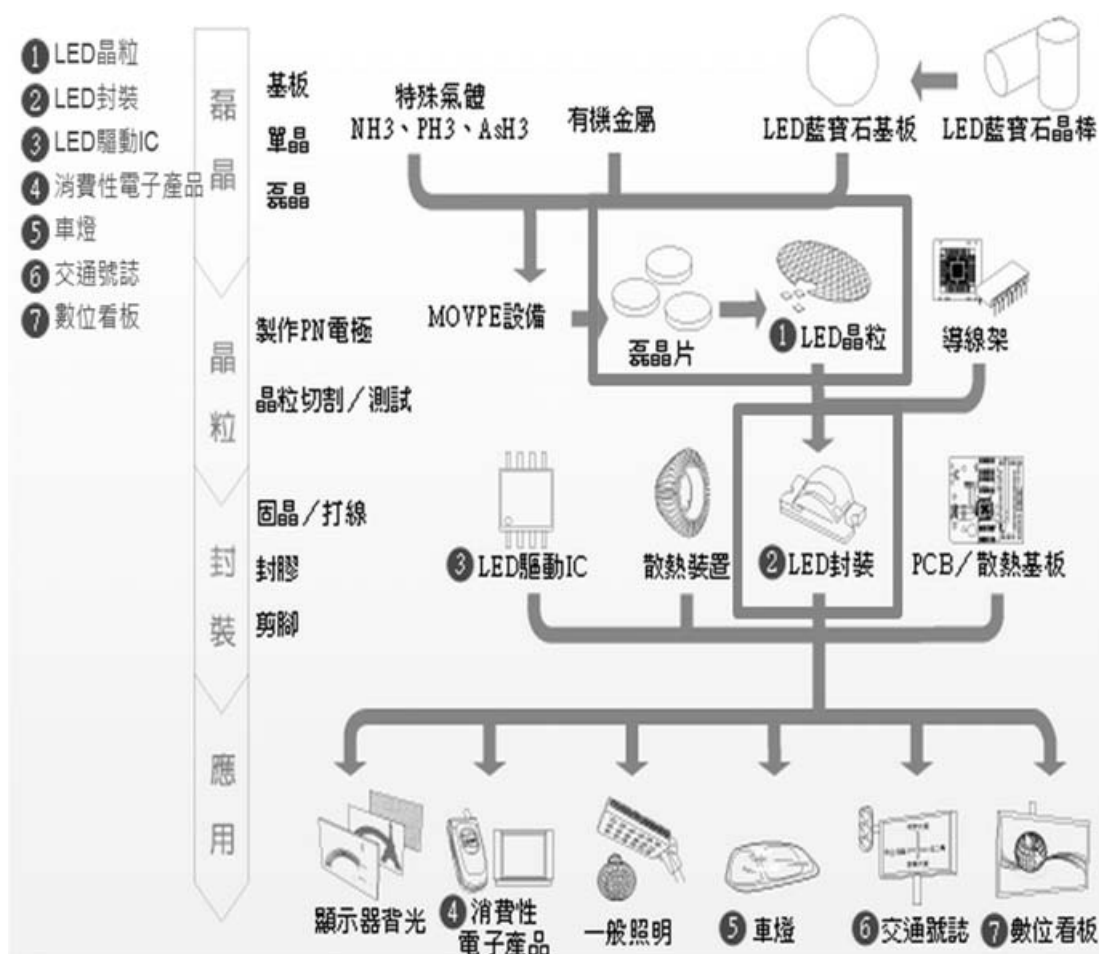 ❶ LED晶粒
❷ LED封裝
❸ LED驅動IC
❹ 消費性電子產品
❺ 車燈
❻ 交通號誌
❼ 數位看板
磊晶
基板
單晶
磊晶
晶粒
製作PN電極
晶粒切割／測試
封裝
固晶／打線
封膠
剪腳
應用
特殊氣體
NH3、PH3、AsH3
有機金屬
LED藍寶石基板
LED藍寶石晶棒
MOVPE設備
磊晶片
❶ LED晶粒
導線架
❸ LED驅動IC
散熱裝置
❷ LED封裝
PCB／散熱基板
顯示器背光
❹ 消費性
電子產品
一般照明
❺ 車燈
❻ 交通號誌
❼ 數位看板